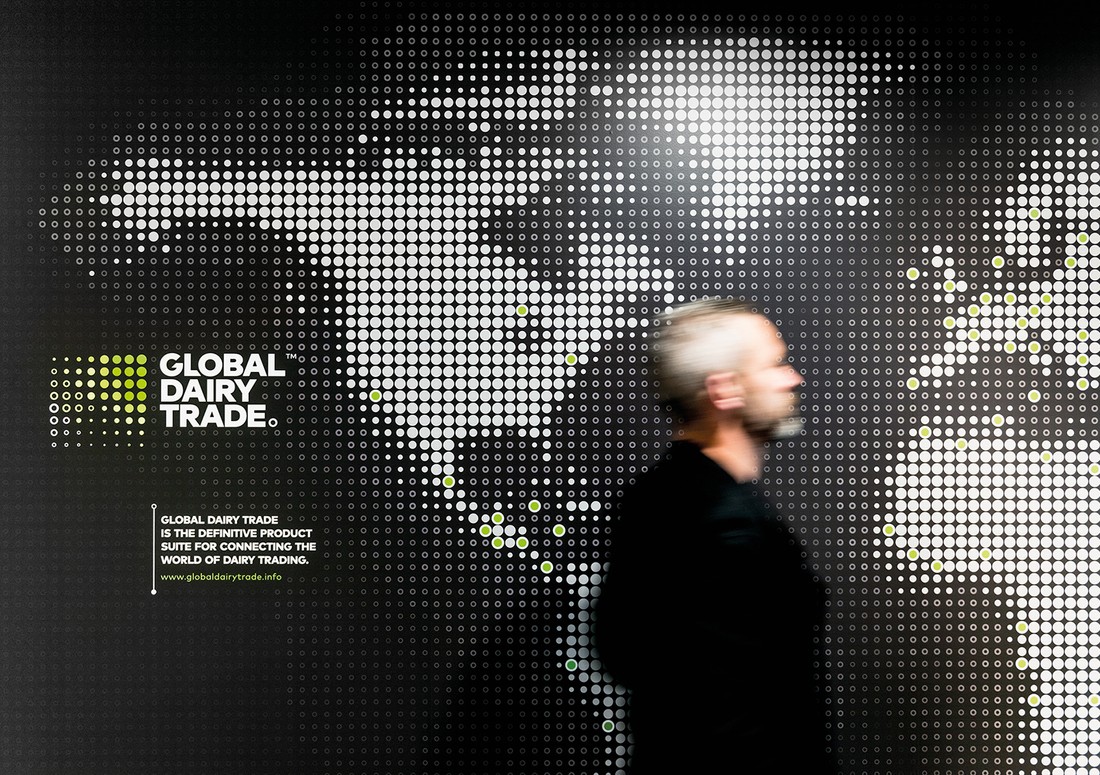 GLOBAL™
DAIRY
TRADE
GLOBAL DAIRY TRADE
IS THE DEFINITIVE PRODUCT
SUITE FOR CONNECTING THE
WORLD OF DAIRY TRADING.
www.globaldairytrade.info